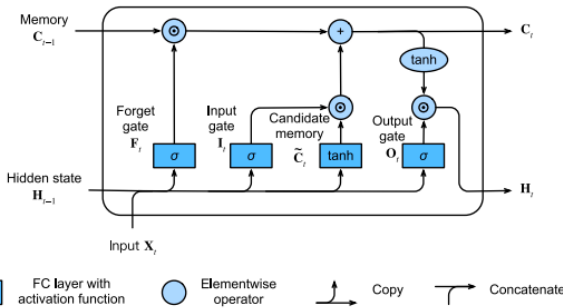 Memory
C_{t-1}
C_t
tanh
Forget
gate
F_t
Input
gate
I_t
Candidate
memory
C̃_t
Output
gate
O_t
σ
σ
tanh
σ
Hidden state
H_{t-1}
H_t
Input X_t
FC layer with
activation function
Elementwise
operator
Copy
Concatenate